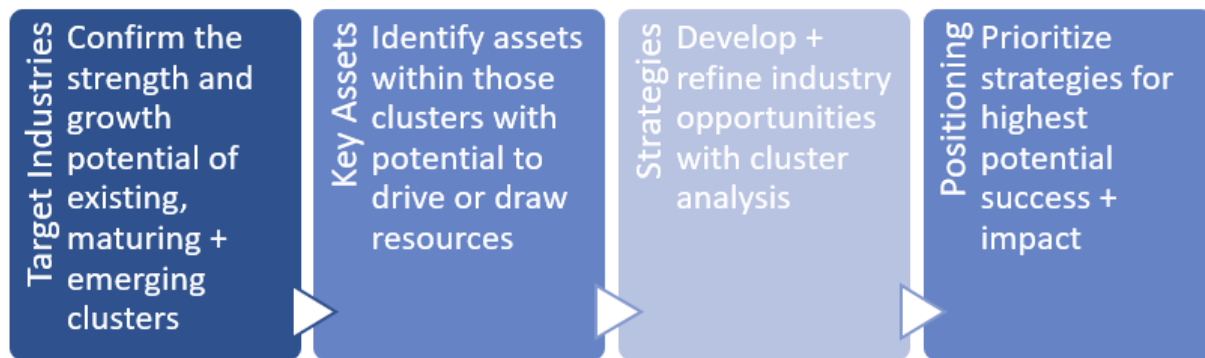 Target Industries
Confirm the
strength and
growth
potential of
existing,
maturing +
emerging
clusters
Key Assets
Identify assets
within those
clusters with
potential to
drive or draw
resources
Strategies
Develop +
refine industry
opportunities
with cluster
analysis
Positioning
Prioritize
strategies for
highest
potential
success +
impact